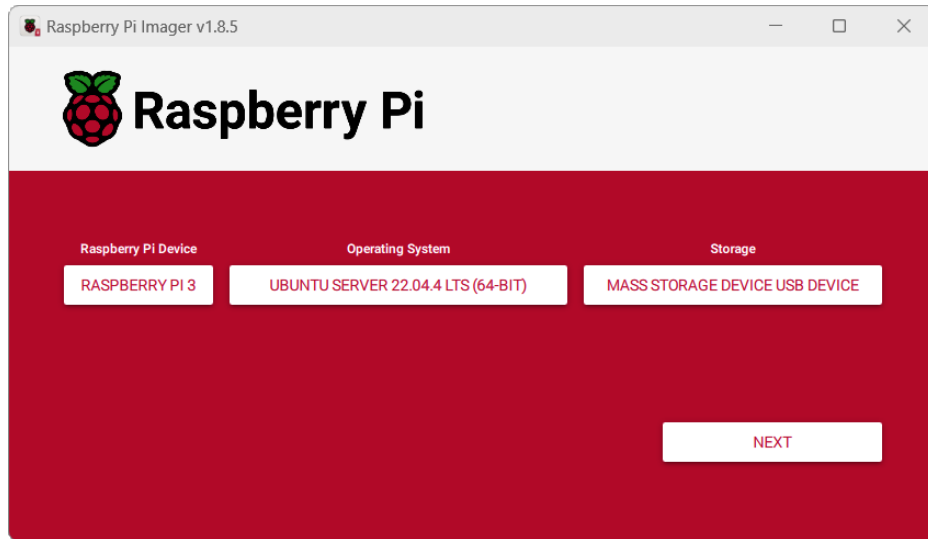 Raspberry Pi Imager v1.8.5
Raspberry Pi
Raspberry Pi Device
Operating System
Storage
RASPBERRY PI 3
UBUNTU SERVER 22.04.4 LTS (64-BIT)
MASS STORAGE DEVICE USB DEVICE
NEXT